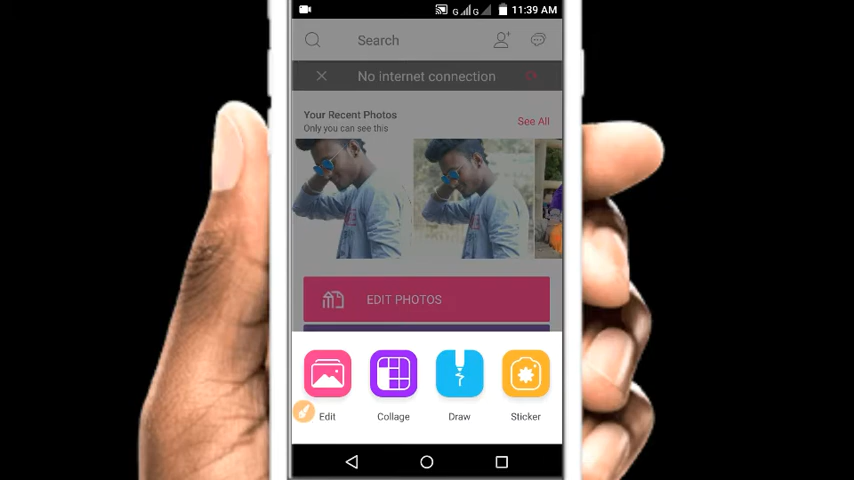 G G 11:39 AM
Search
No internet connection
Your Recent Photos
See All
Only you can see this
EDIT PHOTOS
Edit Collage Draw Sticker